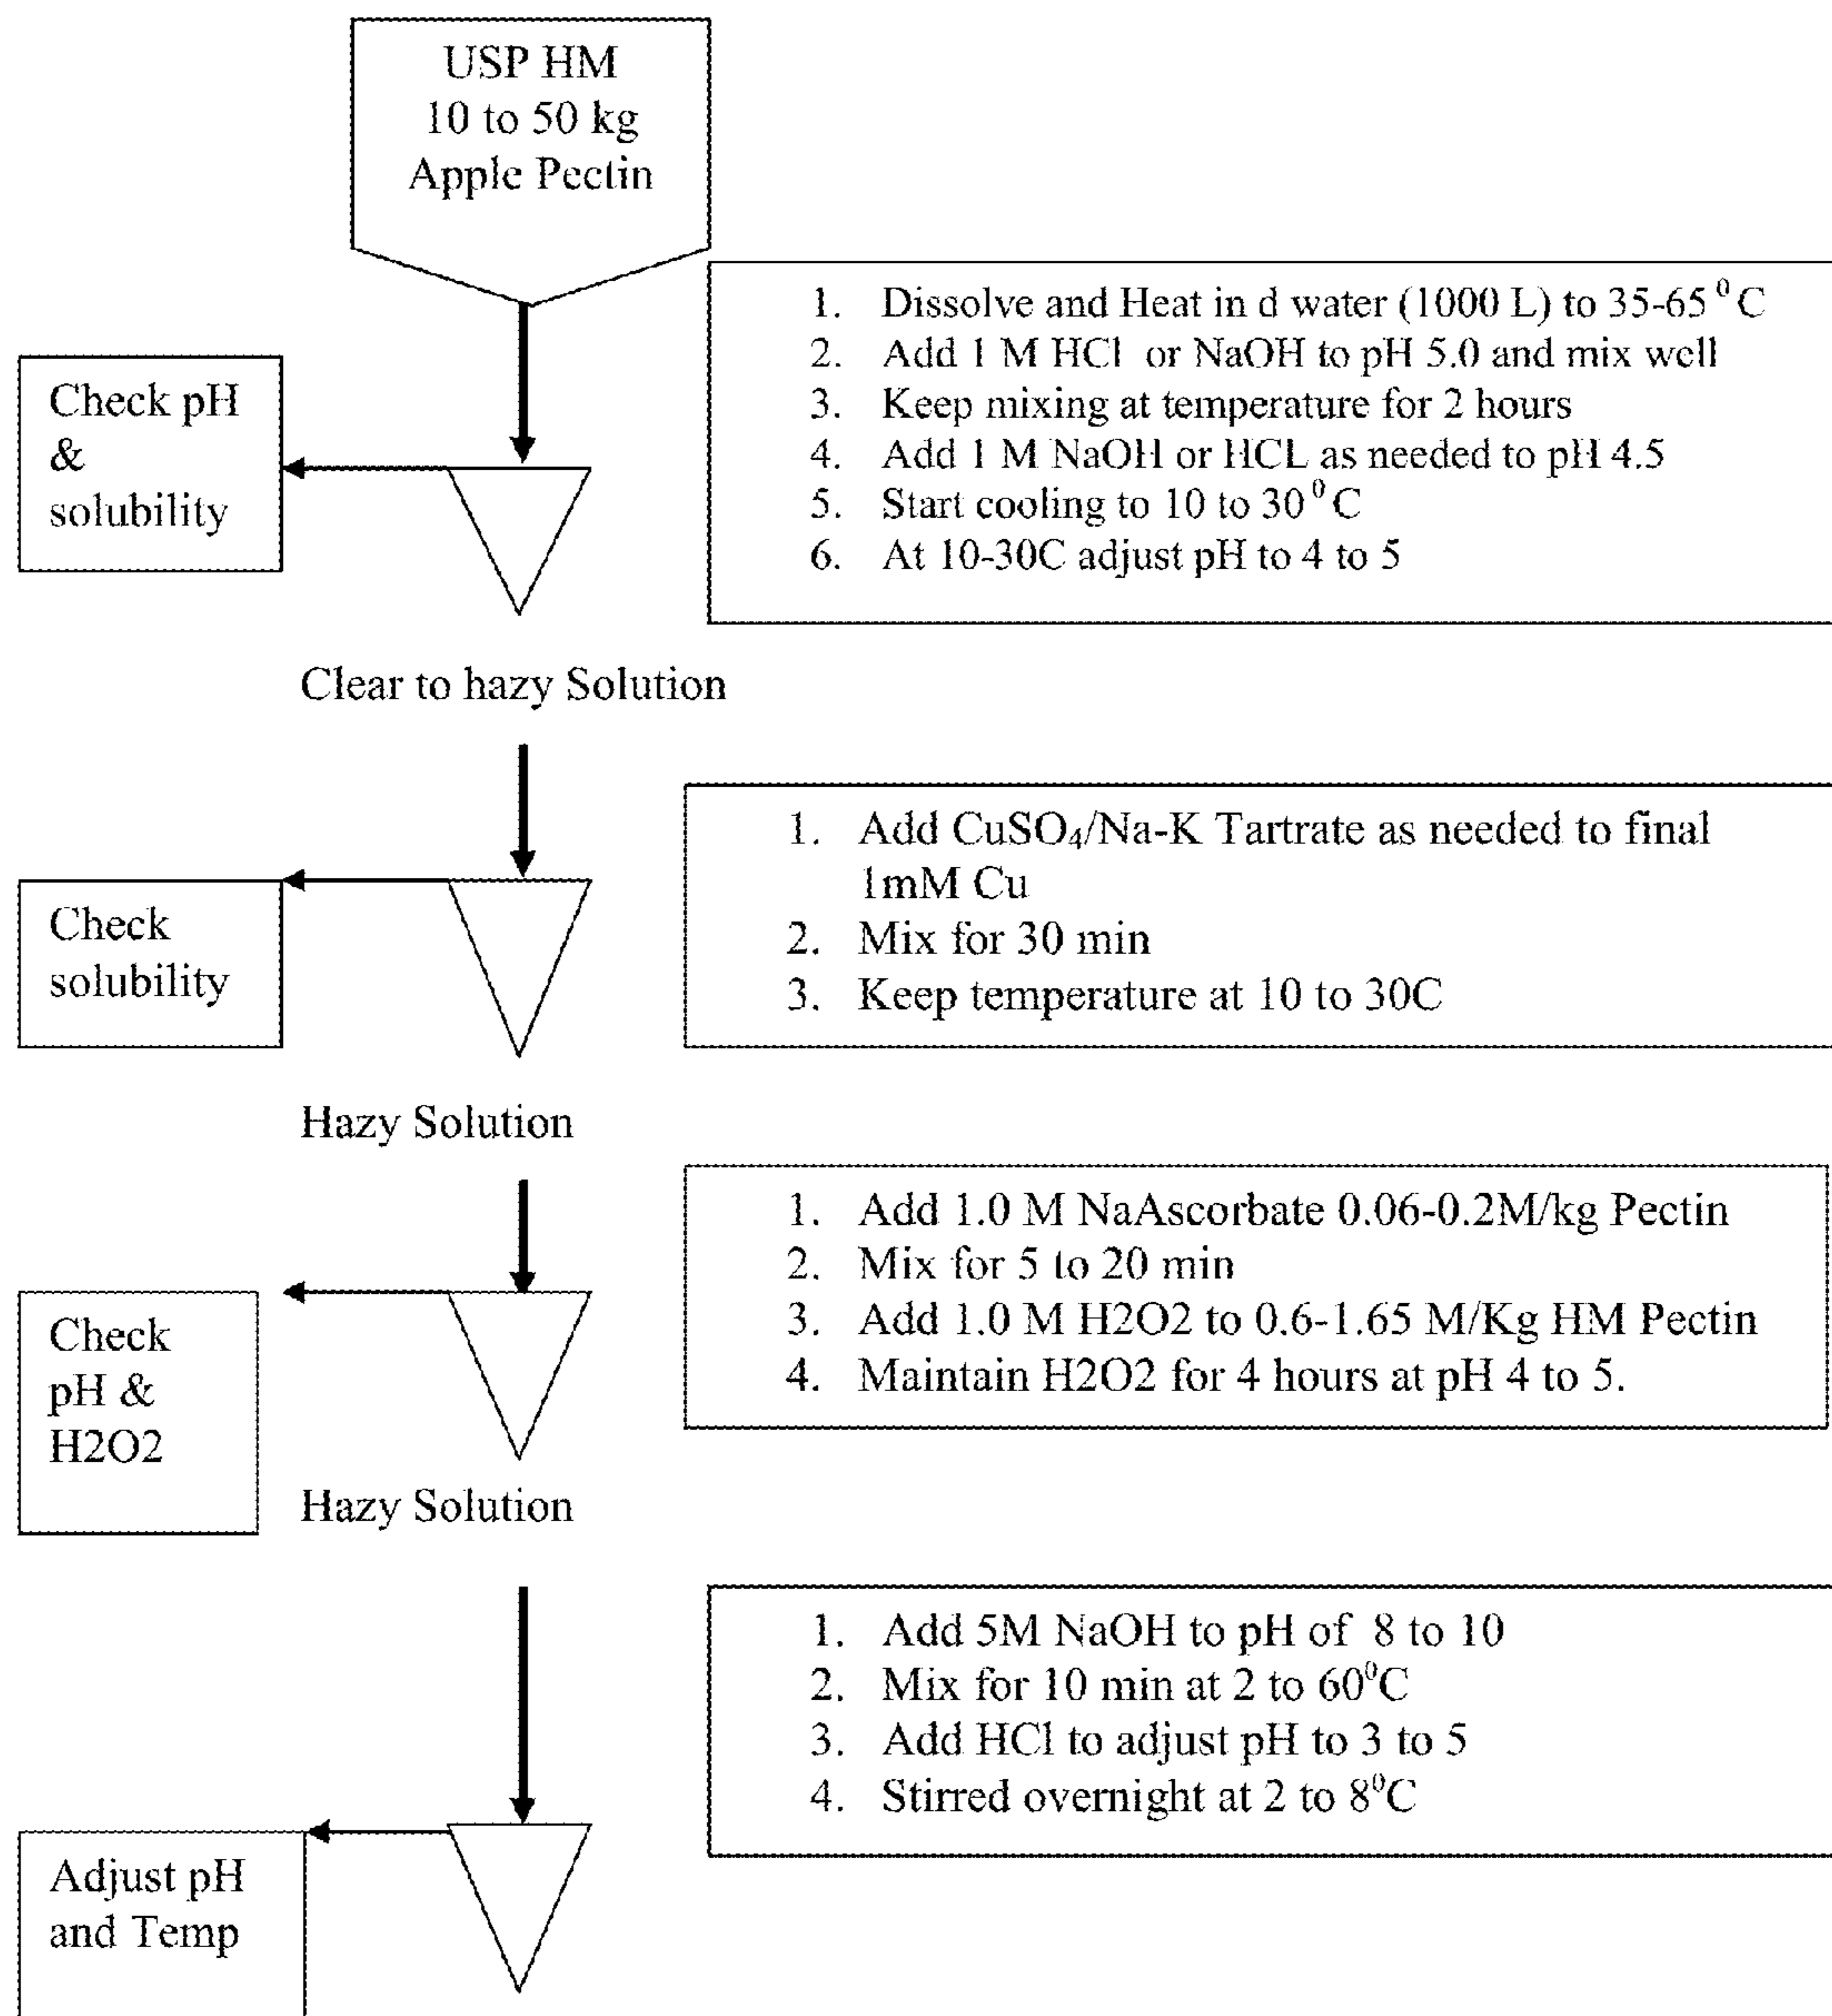 USP HM
10 to 50 kg
Apple Pectin
1. Dissolve and Heat in d water (1000 L) to 35-65 ⁰C
2. Add 1 M HCl or NaOH to pH 5.0 and mix well
3. Keep mixing at temperature for 2 hours
4. Add 1 M NaOH or HCL as needed to pH 4.5
5. Start cooling to 10 to 30 ⁰C
6. At 10-30C adjust pH to 4 to 5
Check pH
&
solubility
Clear to hazy Solution
1. Add CuSO₄/Na-K Tartrate as needed to final
1mM Cu
2. Mix for 30 min
3. Keep temperature at 10 to 30C
Check
solubility
Hazy Solution
1. Add 1.0 M NaAscorbate 0.06-0.2M/kg Pectin
2. Mix for 5 to 20 min
3. Add 1.0 M H2O2 to 0.6-1.65 M/Kg HM Pectin
4. Maintain H2O2 for 4 hours at pH 4 to 5.
Check
pH &
H2O2
Hazy Solution
1. Add 5M NaOH to pH of 8 to 10
2. Mix for 10 min at 2 to 60⁰C
3. Add HCl to adjust pH to 3 to 5
4. Stirred overnight at 2 to 8⁰C
Adjust pH
and Temp